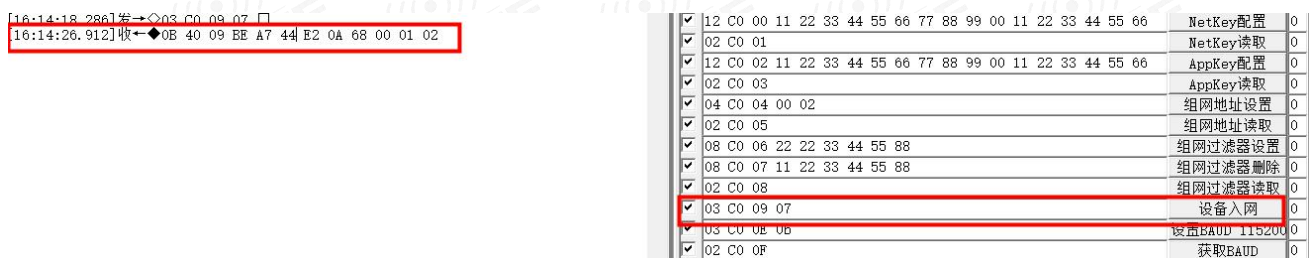 [16:14:18.286]发→◇03 C0 09 07 □
[16:14:26.912]收←◆0B 40 09 BE A7 44 E2 0A 68 00 01 02
12 C0 00 11 22 33 44 55 66 77 88 99 00 11 22 33 44 55 66 NetKey配置 0
02 C0 01 NetKey读取 0
12 C0 02 11 22 33 44 55 66 77 88 99 00 11 22 33 44 55 66 AppKey配置 0
02 C0 03 AppKey读取 0
04 C0 04 00 02 组网地址设置 0
02 C0 05 组网地址读取 0
08 C0 06 22 22 33 44 55 88 组网过滤器设置 0
08 C0 07 11 22 33 44 55 88 组网过滤器删除 0
02 C0 08 组网过滤器读取 0
03 C0 09 07 设备入网 0
03 C0 0E 0B 设置BAUD 115200 0
02 C0 0F 获取BAUD 0